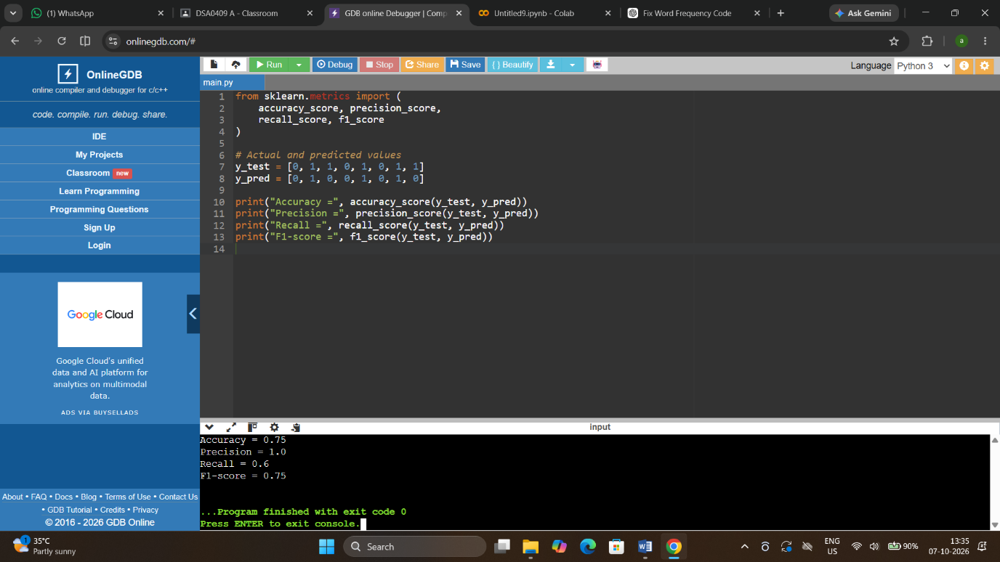 (1) WhatsApp
DSA0409 A - Classroom
GDB online Debugger | Comp
Untitled9.ipynb - Colab
Fix Word Frequency Code
Ask Gemini
onlinegdb.com/#
a
OnlineGDB
online compiler and debugger for c/c++
code. compile. run. debug. share.
IDE
My Projects
Classroom new
Learn Programming
Programming Questions
Sign Up
Login
Google Cloud
Google Cloud's unified
data and AI platform for
analytics on multimodal
data.
ADS VIA BUYSELLADS
About • FAQ • Docs • Blog • Terms of Use • Contact Us
• GDB Tutorial • Credits • Privacy
© 2016 - 2026 GDB Online
Run Debug Stop Share Save { } Beautify
Language Python 3
main.py
1 from sklearn.metrics import (
2     accuracy_score, precision_score,
3     recall_score, f1_score
4 )
5
6 # Actual and predicted values
7 y_test = [0, 1, 1, 0, 1, 0, 1, 1]
8 y_pred = [0, 1, 0, 0, 1, 0, 1, 0]
9
10 print("Accuracy =", accuracy_score(y_test, y_pred))
11 print("Precision =", precision_score(y_test, y_pred))
12 print("Recall =", recall_score(y_test, y_pred))
13 print("F1-score =", f1_score(y_test, y_pred))
14
input
Accuracy = 0.75
Precision = 1.0
Recall = 0.6
F1-score = 0.75
...Program finished with exit code 0
Press ENTER to exit console.
1
35°C
Partly sunny
Search
ENG
US
90%
13:35
07-10-2026